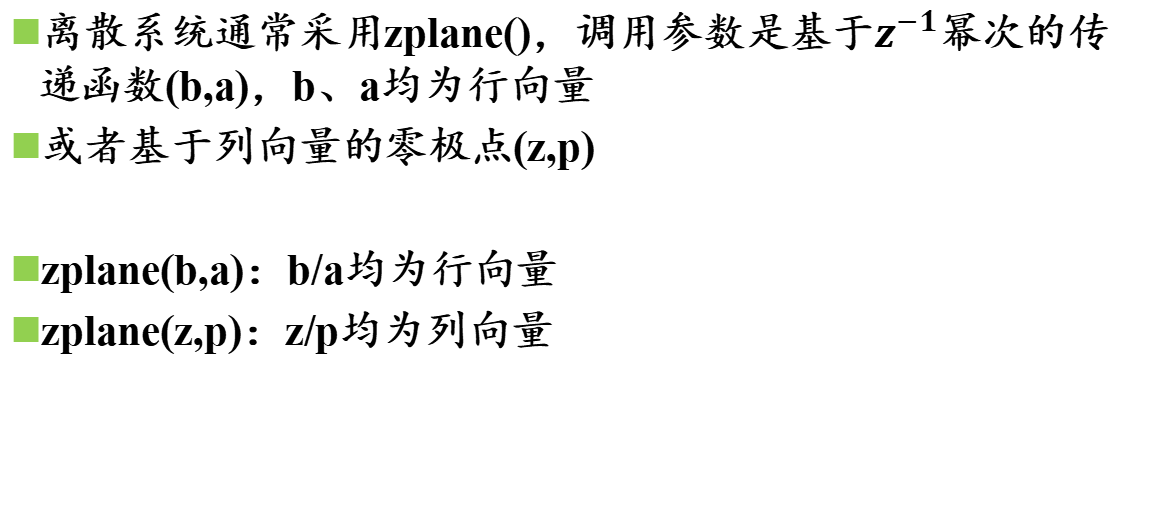 ■离散系统通常采用zplane()，调用参数是基于z⁻¹幂次的传
递函数(b,a)，b、a均为行向量
■或者基于列向量的零极点(z,p)
■zplane(b,a)：b/a均为行向量
■zplane(z,p)：z/p均为列向量